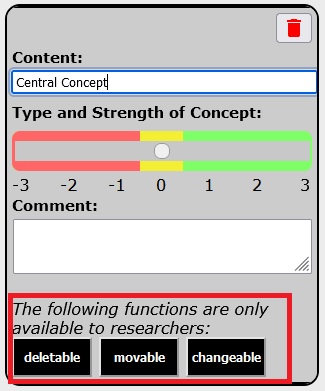 Content:
Central Concept
Type and Strength of Concept:
-3 -2 -1 0 1 2 3
Comment:
The following functions are only
available to researchers:
deletable movable changeable